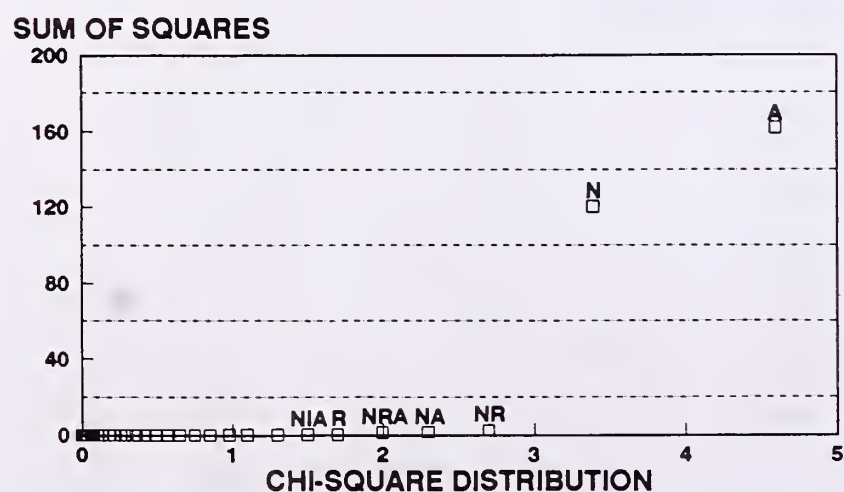 SUM OF SQUARES
200
A
160
N
120
80
40
NIA R NRA NA NR
0
0 1 2 3 4 5
CHI-SQUARE DISTRIBUTION